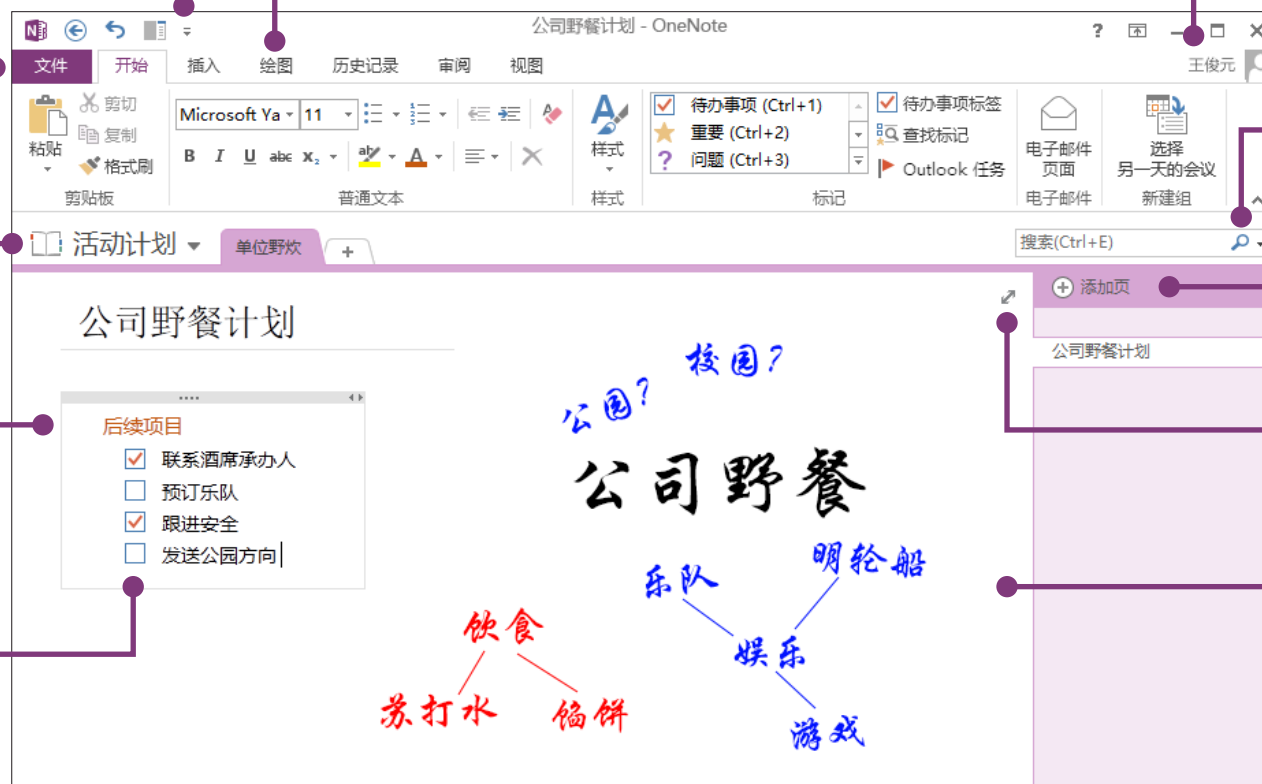 公司野餐计划 - OneNote
?
文件 开始 插入 绘图 历史记录 审阅 视图 王俊元
粘贴
剪切
复制
格式刷
剪贴板
Microsoft Ya 11
B I U abc X₂ aby A
普通文本
A
样式
样式
待办事项 (Ctrl+1)
重要 (Ctrl+2)
? 问题 (Ctrl+3)
待办事项标签
查找标记
Outlook 任务
标记
电子邮件
页面
电子邮件
选择
另一天的会议
新建组
活动计划 单位野炊 + 搜索(Ctrl+E)
添加页
公司野餐计划
公司野餐计划
后续项目
联系酒席承办人
预订乐队
跟进安全
发送公园方向
校园?
公园?
公司野餐
乐队
明轮船
娱乐
游戏
饮食
苏打水
馅饼